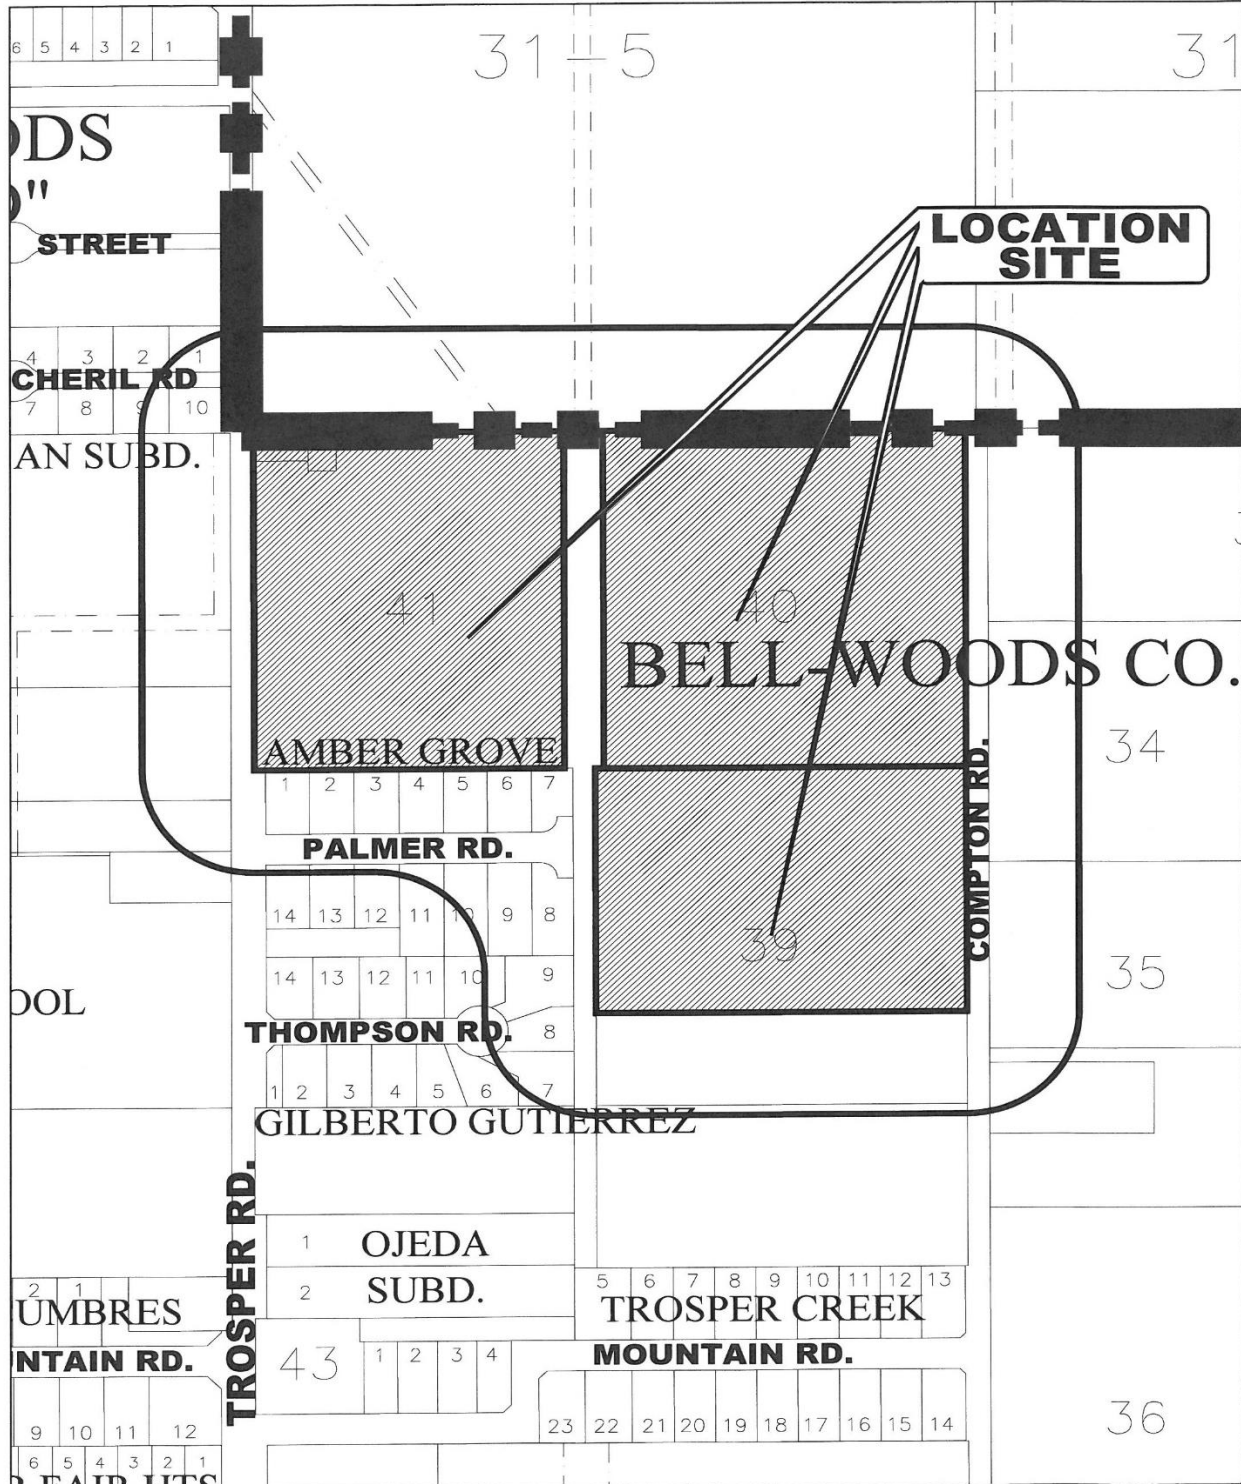 6 5 4 3 2 1
31-5
31
DS
"
STREET
LOCATION
SITE
4 3 2 1
CHERIL RD
7 8 9 10
AN SUBD.
41
40
BELL-WOODS CO.
AMBER GROVE
34
1 2 3 4 5 6 7
PALMER RD.
COMPTON RD.
14 13 12 11 10 9 8
39
35
14 13 12 11 10 9
OOL
THOMPSON RD.
8
1 2 3 4 5 6 7
GILBERTO GUTIERREZ
TROSPER RD.
1 OJEDA
2 SUBD.
2 1
UMBRES
5 6 7 8 9 10 11 12 13
TROSPER CREEK
NTAIN RD.
43
1 2 3 4
MOUNTAIN RD.
9 10 11 12
23 22 21 20 19 18 17 16 15 14
36
6 5 4 3 2 1
FAIR HTS